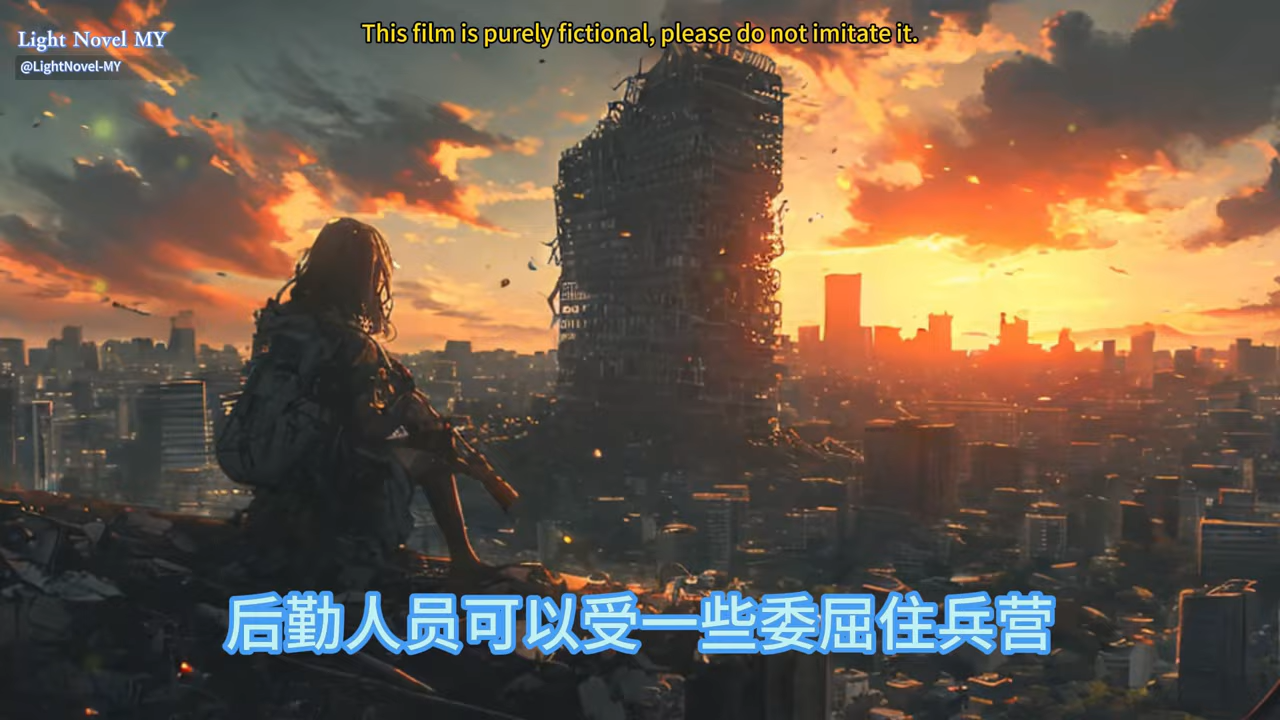 Light Novel MY
@LightNovel-MY
This film is purely fictional, please do not imitate it.
后勤人员可以受一些委屈住兵营